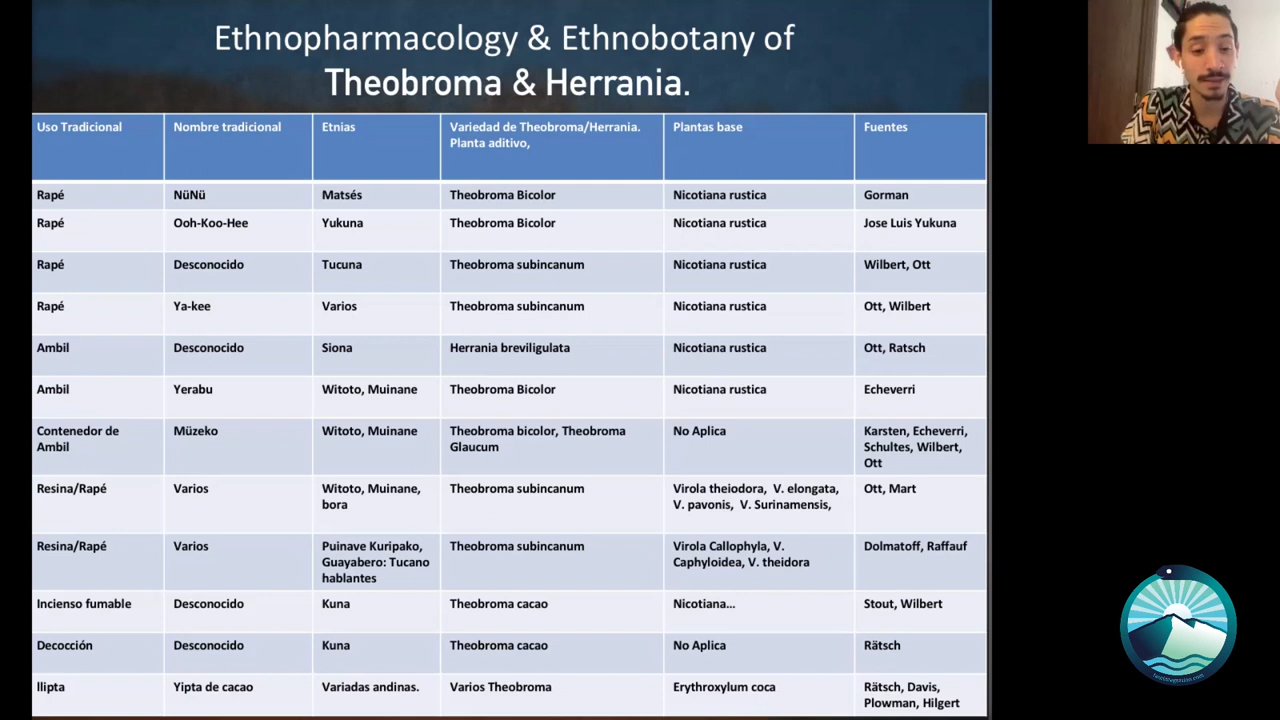 Ethnopharmacology & Ethnobotany of
Theobroma & Herrania.
Uso Tradicional Nombre tradicional Etnias Variedad de Theobroma/Herrania. Plantas base Fuentes
Planta aditivo,
Rapé NüNü Matsés Theobroma Bicolor Nicotiana rustica Gorman
Rapé Ooh-Koo-Hee Yukuna Theobroma Bicolor Nicotiana rustica Jose Luis Yukuna
Rapé Desconocido Tucuna Theobroma subincanum Nicotiana rustica Wilbert, Ott
Rapé Ya-kee Varios Theobroma subincanum Nicotiana rustica Ott, Wilbert
Ambil Desconocido Siona Herrania breviligulata Nicotiana rustica Ott, Ratsch
Ambil Yerabu Witoto, Muinane Theobroma Bicolor Nicotiana rustica Echeverri
Contenedor de Müzeko Witoto, Muinane Theobroma bicolor, Theobroma No Aplica Karsten, Echeverri,
Ambil Glaucum Schultes, Wilbert,
Ott
Resina/Rapé Varios Witoto, Muinane, Theobroma subincanum Virola theiodora, V. elongata, Ott, Mart
bora V. pavonis, V. Surinamensis,
Resina/Rapé Varios Puinave Kuripako, Theobroma subincanum Virola Callophyla, V. Dolmatoff, Raffauf
Guayabero: Tucano Caphyloidea, V. theidora
hablantes
Incienso fumable Desconocido Kuna Theobroma cacao Nicotiana... Stout, Wilbert
Decocción Desconocido Kuna Theobroma cacao No Aplica Rätsch
llipta Yipta de cacao Variadas andinas. Varios Theobroma Erythroxylum coca Rätsch, Davis,
Plowman, Hilgert